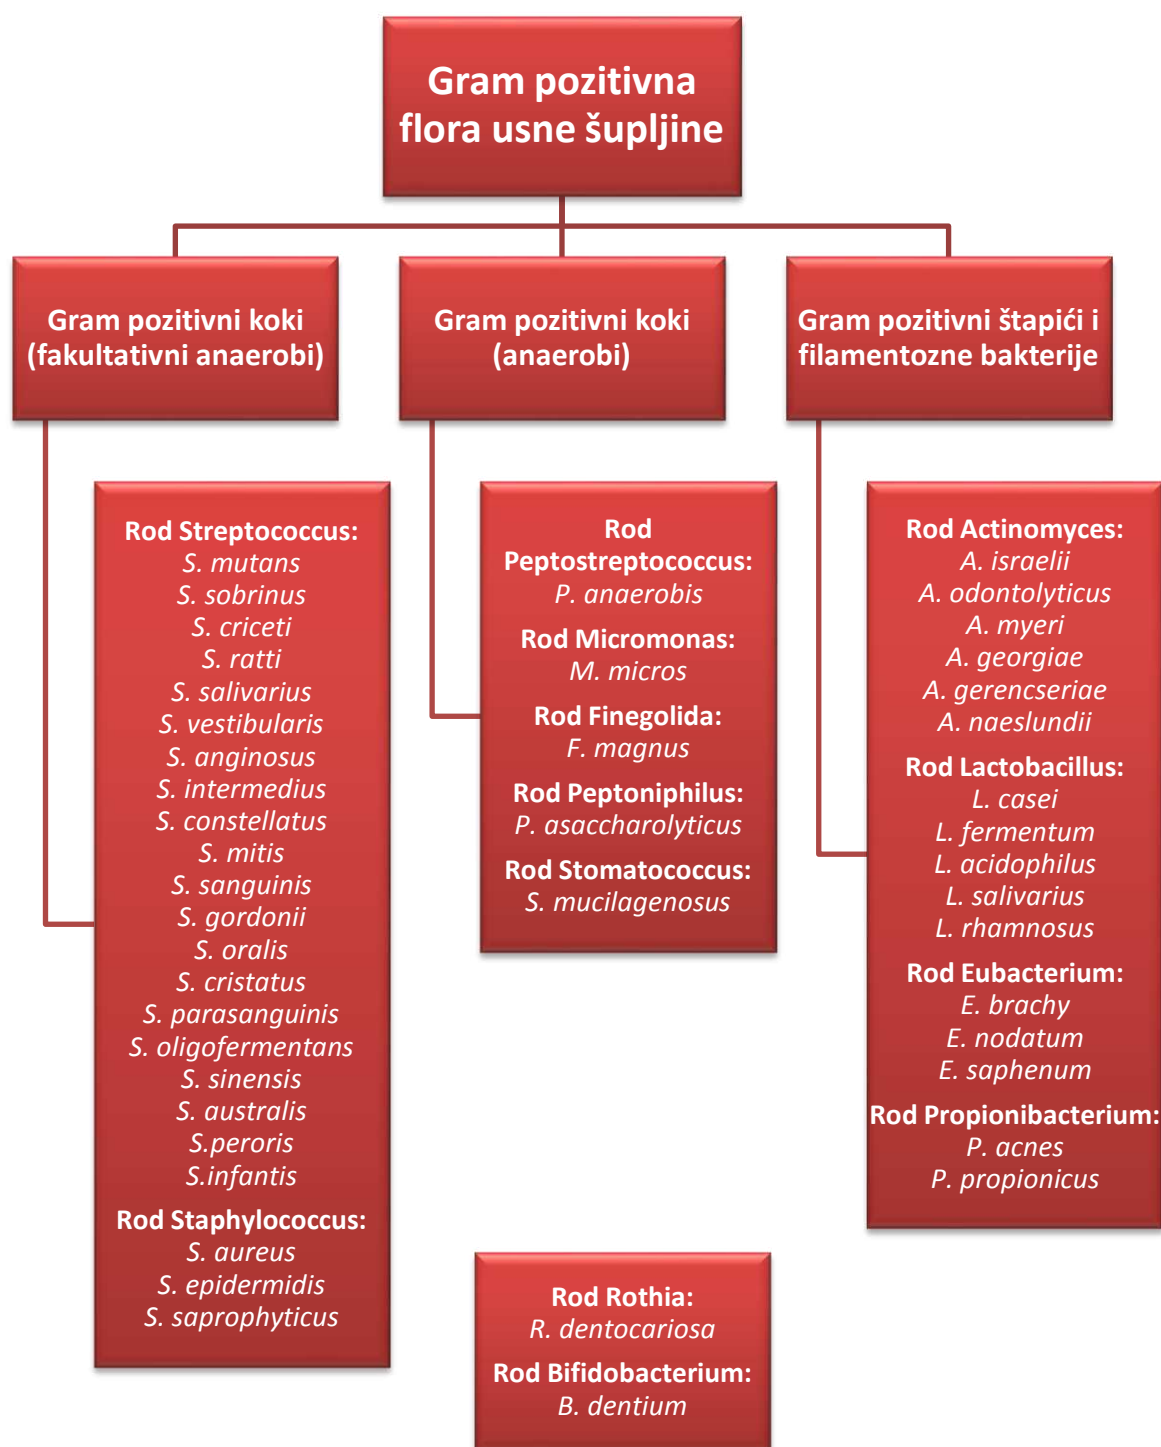 Gram pozitivna
flora usne šupljine
Gram pozitivni koki
(fakultativni anaerobi)
Gram pozitivni koki
(anaerobi)
Gram pozitivni štapići i
filamentozne bakterije
Rod Streptococcus:
S. mutans
S. sobrinus
S. criceti
S. ratti
S. salivarius
S. vestibularis
S. anginosus
S. intermedius
S. constellatus
S. mitis
S. sanguinis
S. gordonii
S. oralis
S. cristatus
S. parasanguinis
S. oligofermentans
S. sinensis
S. australis
S.peroris
S.infantis
Rod Staphylococcus:
S. aureus
S. epidermidis
S. saprophyticus
Rod
Peptostreptococcus:
P. anaerobis
Rod Micromonas:
M. micros
Rod Finegolida:
F. magnus
Rod Peptoniphilus:
P. asaccharolyticus
Rod Stomatococcus:
S. mucilagenosus
Rod Actinomyces:
A. israelii
A. odontolyticus
A. myeri
A. georgiae
A. gerencseriae
A. naeslundii
Rod Lactobacillus:
L. casei
L. fermentum
L. acidophilus
L. salivarius
L. rhamnosus
Rod Eubacterium:
E. brachy
E. nodatum
E. saphenum
Rod Propionibacterium:
P. acnes
P. propionicus
Rod Rothia:
R. dentocariosa
Rod Bifidobacterium:
B. dentium